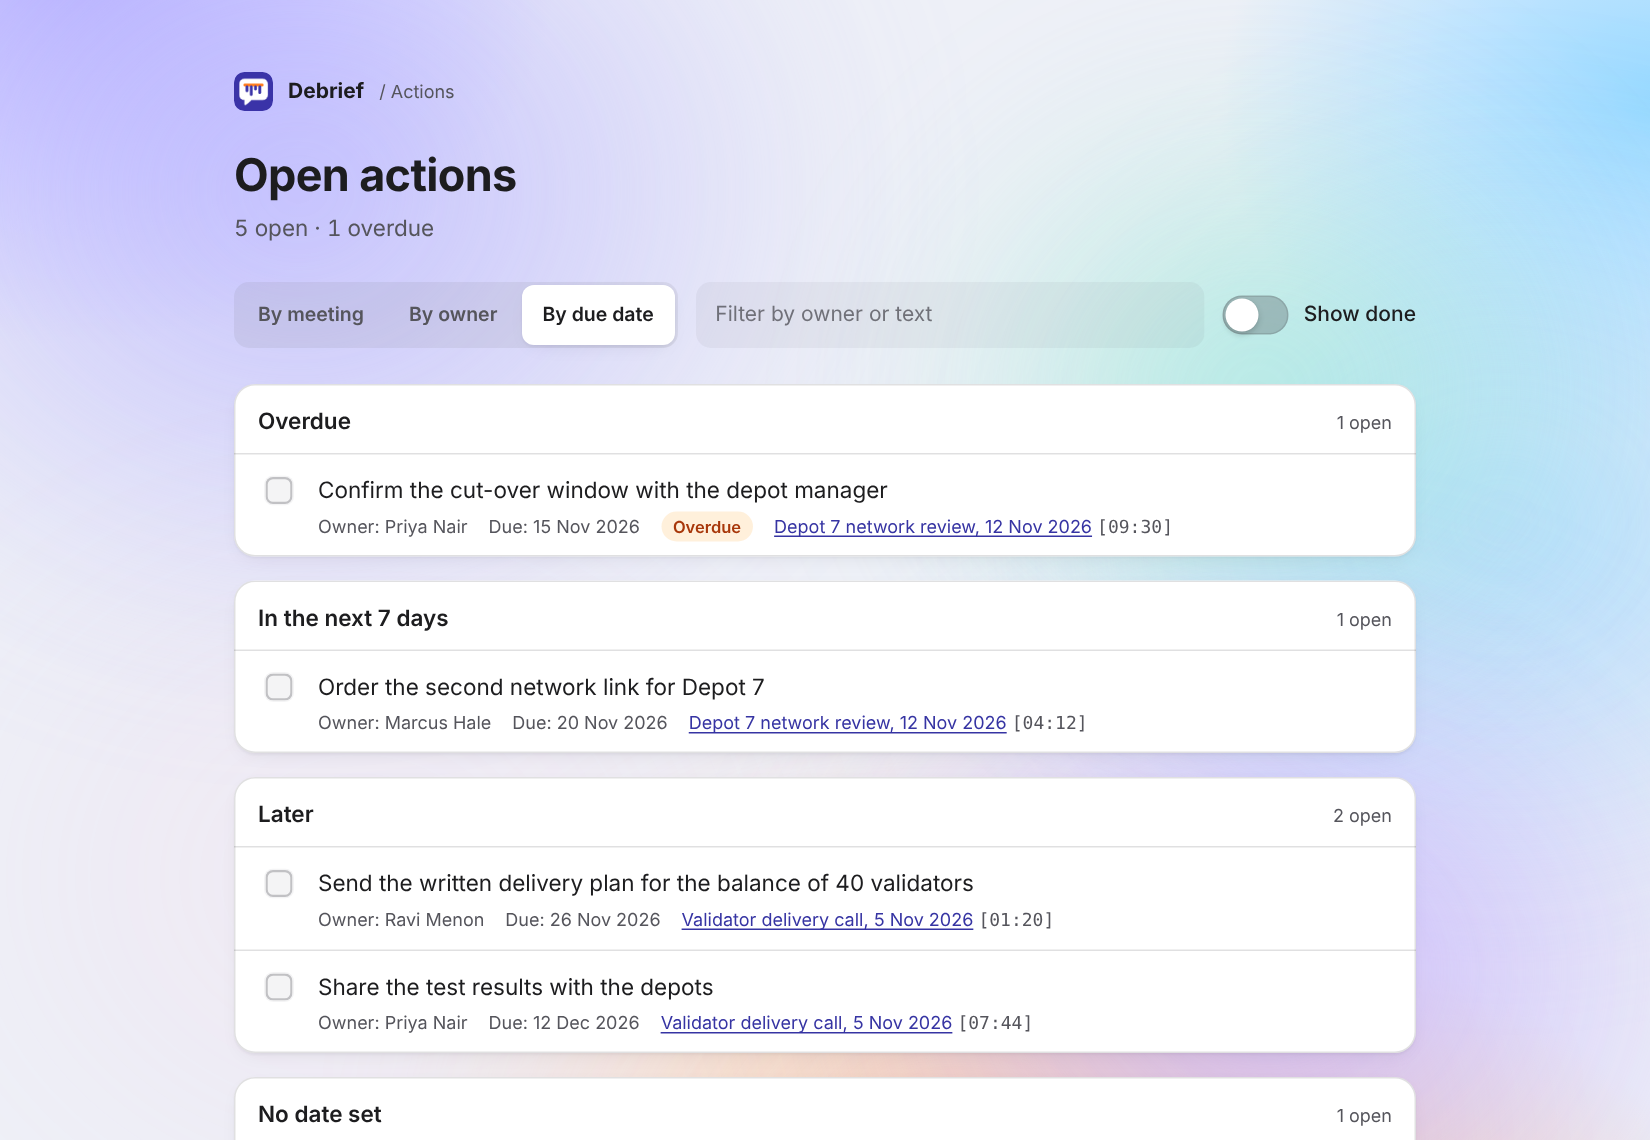 Debrief / Actions
Open actions
5 open · 1 overdue
By meeting By owner By due date Filter by owner or text Show done
Overdue 1 open
Confirm the cut-over window with the depot manager
Owner: Priya Nair Due: 15 Nov 2026 Overdue Depot 7 network review, 12 Nov 2026 [09:30]
In the next 7 days 1 open
Order the second network link for Depot 7
Owner: Marcus Hale Due: 20 Nov 2026 Depot 7 network review, 12 Nov 2026 [04:12]
Later 2 open
Send the written delivery plan for the balance of 40 validators
Owner: Ravi Menon Due: 26 Nov 2026 Validator delivery call, 5 Nov 2026 [01:20]
Share the test results with the depots
Owner: Priya Nair Due: 12 Dec 2026 Validator delivery call, 5 Nov 2026 [07:44]
No date set 1 open